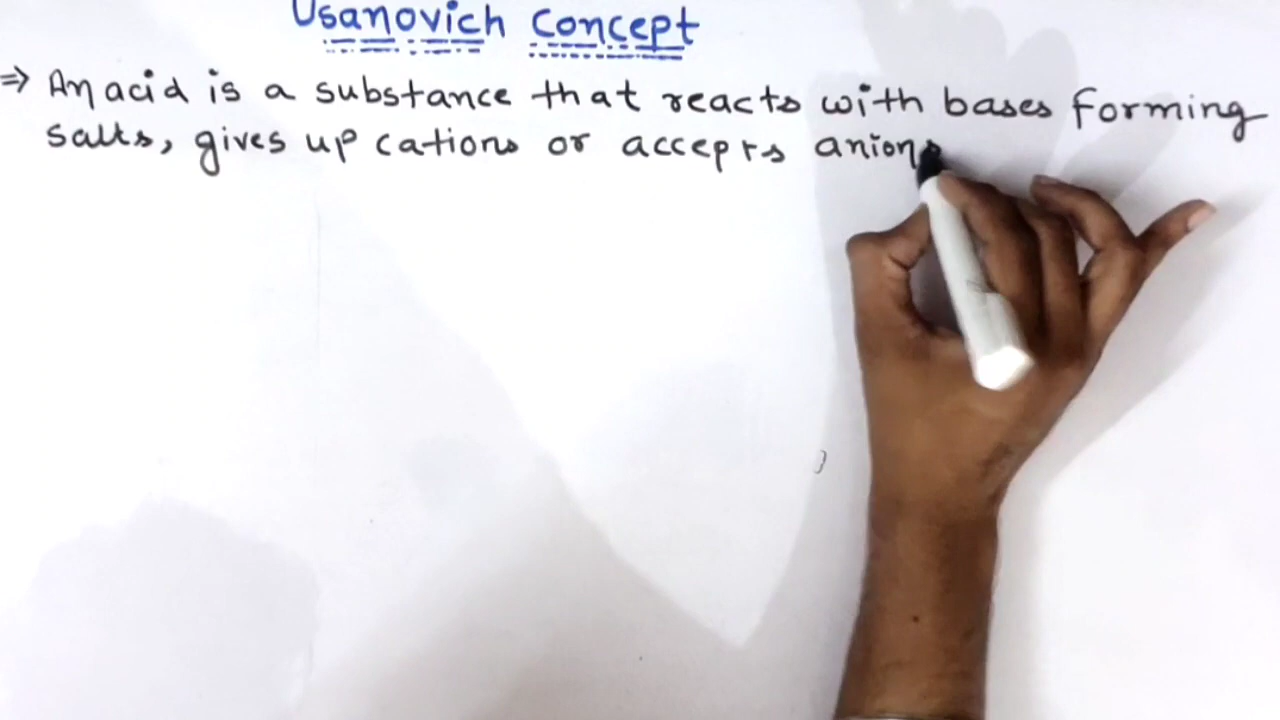 Usanovich Concept
⇒ An acid is a substance that reacts with bases forming
salts, gives up cations or accepts anions